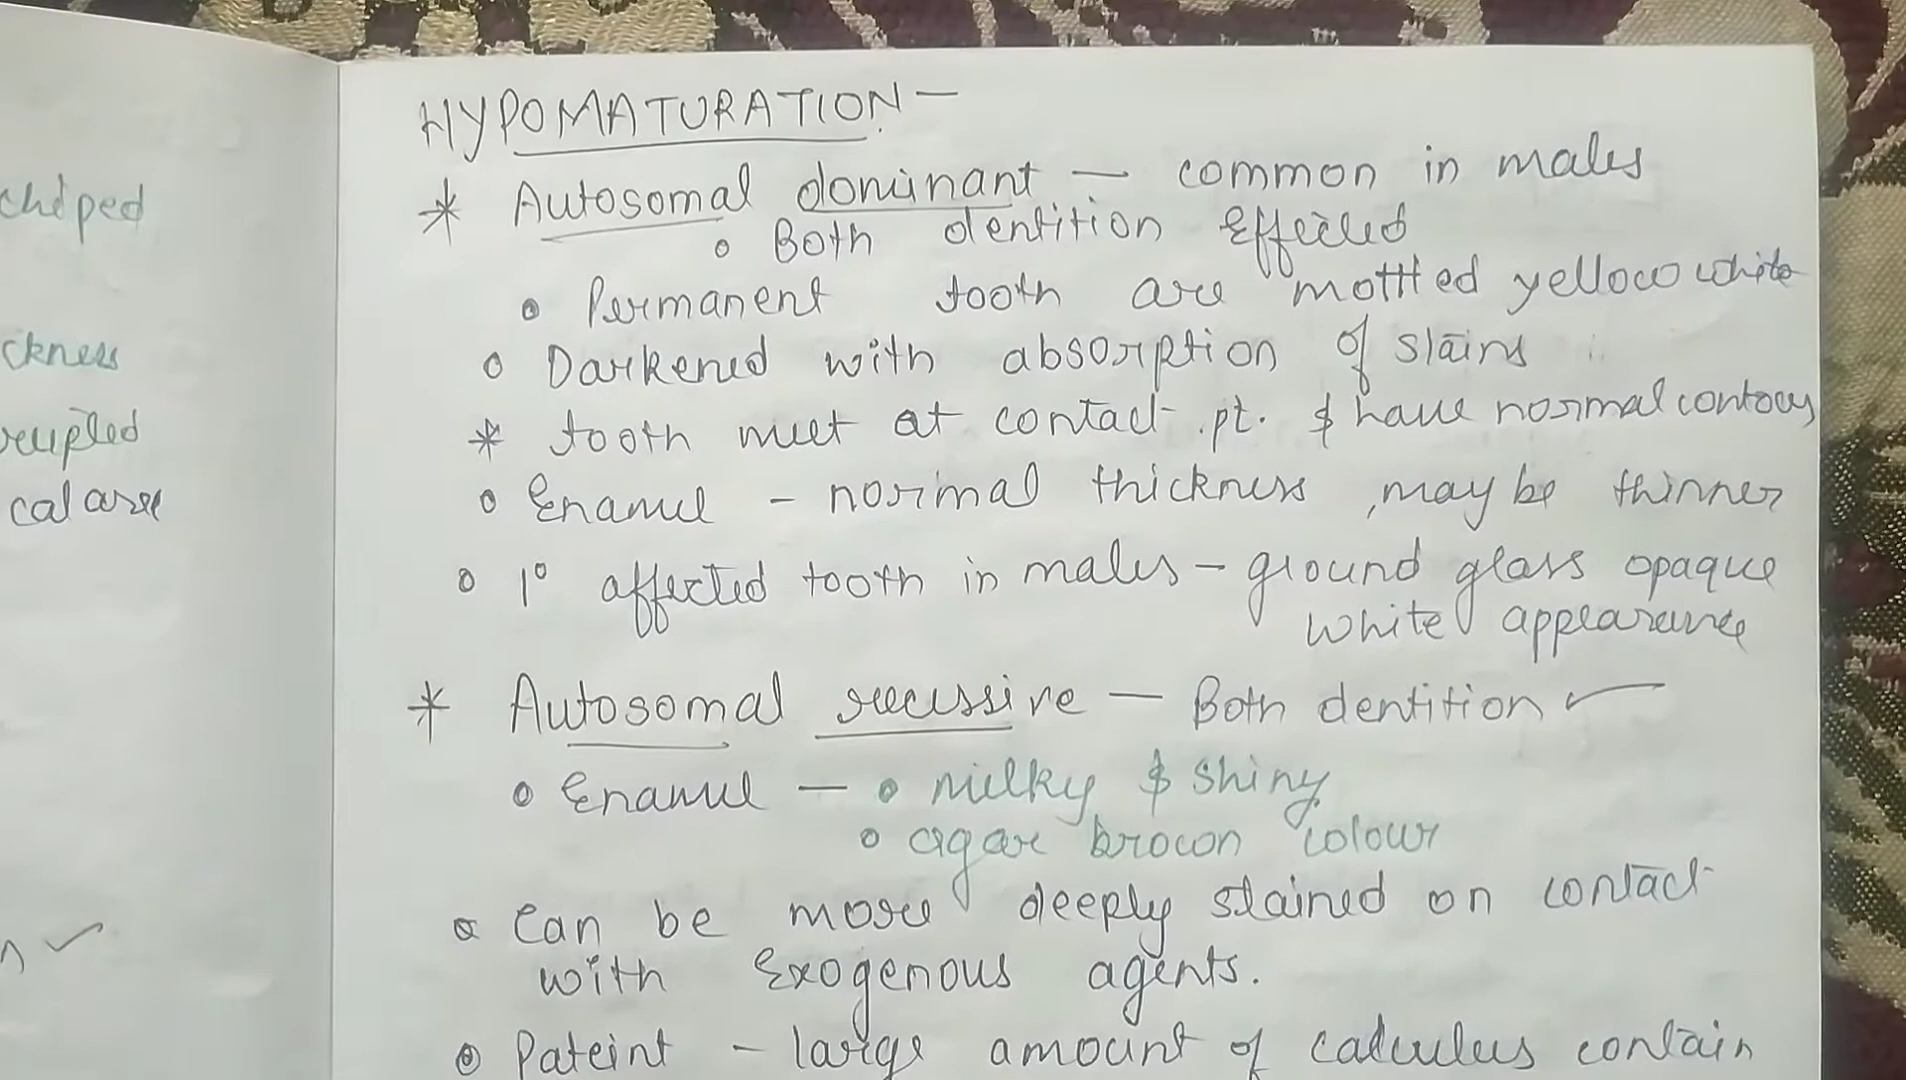 chipped
ckness
cal area
HYPOMATURATION –
* Autosomal dominant — common in males
o Both dentition Effected
o Permanent tooth are mottled yellow white
o Darkened with absorption of stains
* tooth meet at contact pt. & have normal contours
o Enamel - normal thickness, may be thinner
o 1° affected tooth in males – ground glass opaque
white appearance
* Autosomal recessive — Both dentition ✓
o Enamel — o milky & shiny
o agar brown colour
o Can be more deeply stained on contact
with Exogenous agents.
o Pateint – large amount of calculus contain